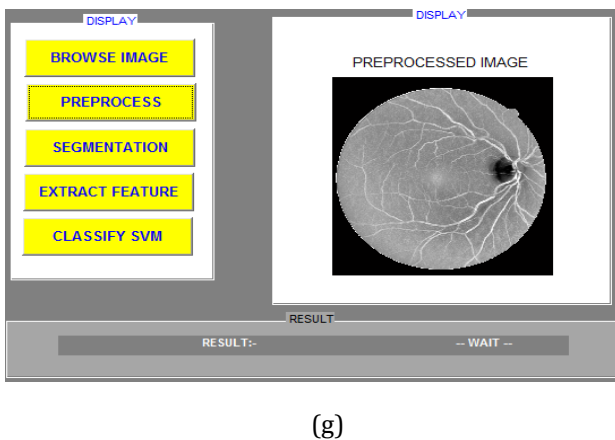 DISPLAY
BROWSE IMAGE
PREPROCESS
SEGMENTATION
EXTRACT FEATURE
CLASSIFY SVM
DISPLAY
PREPROCESSED IMAGE
RESULT
RESULT:- -- WAIT --
(g)